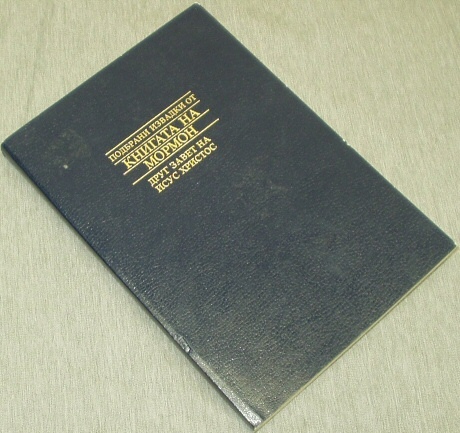 ПОДБРАНИ ИЗВАДКИ ОТ
КНИГАТА НА
МОРМОН
ДРУГ ЗАВЕТ НА
ИСУС ХРИСТОС